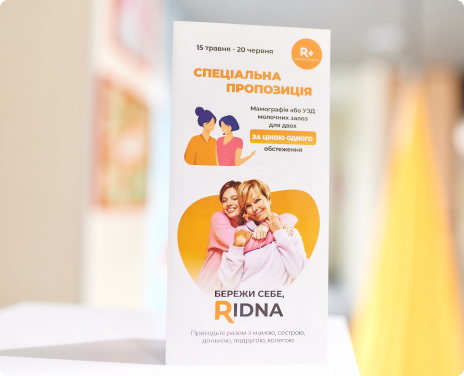 15 травня - 20 червня
R+
СПЕЦІАЛЬНА
ПРОПОЗИЦІЯ
Мамографія або УЗД
молочних залоз
для двох
ЗА ЦІНОЮ ОДНОГО
обстеження
БЕРЕЖИ СЕБЕ,
RIDNA
Приходьте разом з мамою, сестрою,
донькою, подругою, колегою